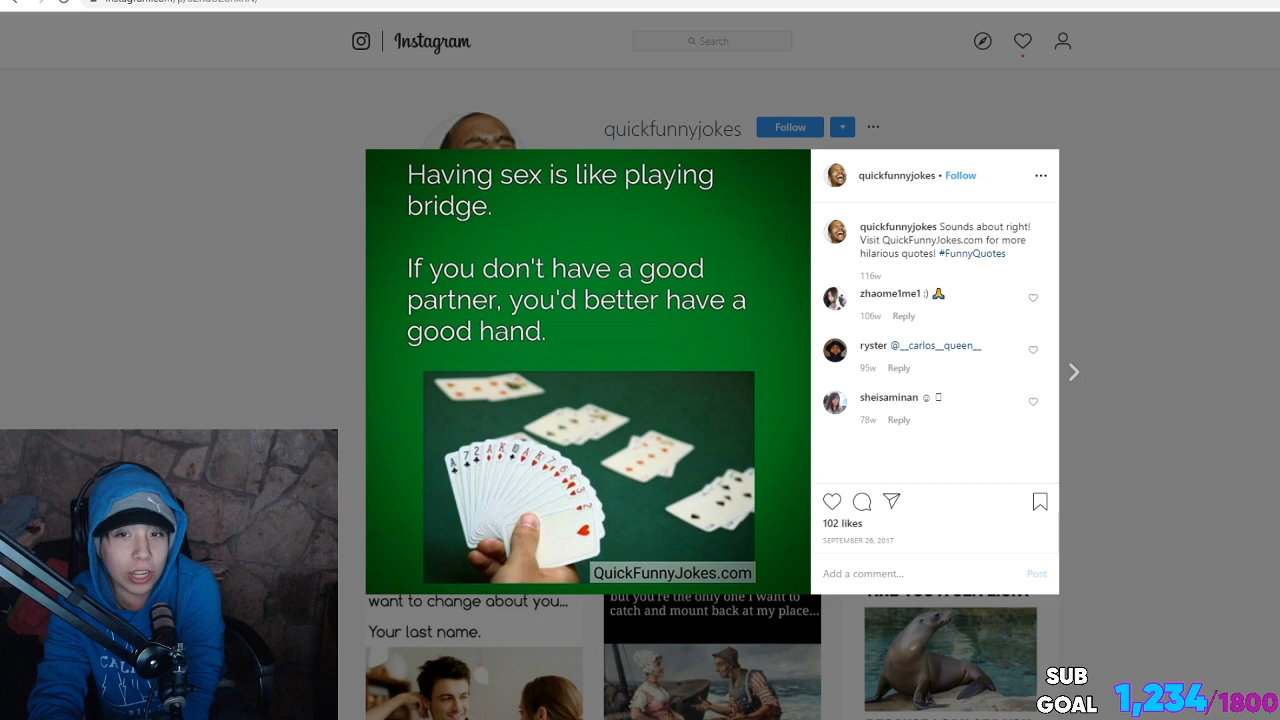 Instagram
Search
quickfunnyjokes
Follow
Having sex is like playing
bridge.
If you don't have a good
partner, you'd better have a
good hand.
QuickFunnyJokes.com
quickfunnyjokes • Follow
quickfunnyjokes Sounds about right!
Visit QuickFunnyJokes.com for more
hilarious quotes! #FunnyQuotes
116w
zhaome1me1 :) 🙏
106w Reply
ryster @__carlos__queen__
95w Reply
sheisaminan ☺
78w Reply
102 likes
SEPTEMBER 26, 2017
Add a comment...
Post
want to change about you...
Your last name.
but you're the only one I want to
catch and mount back at my place...
SUB
GOAL
1,234/1800